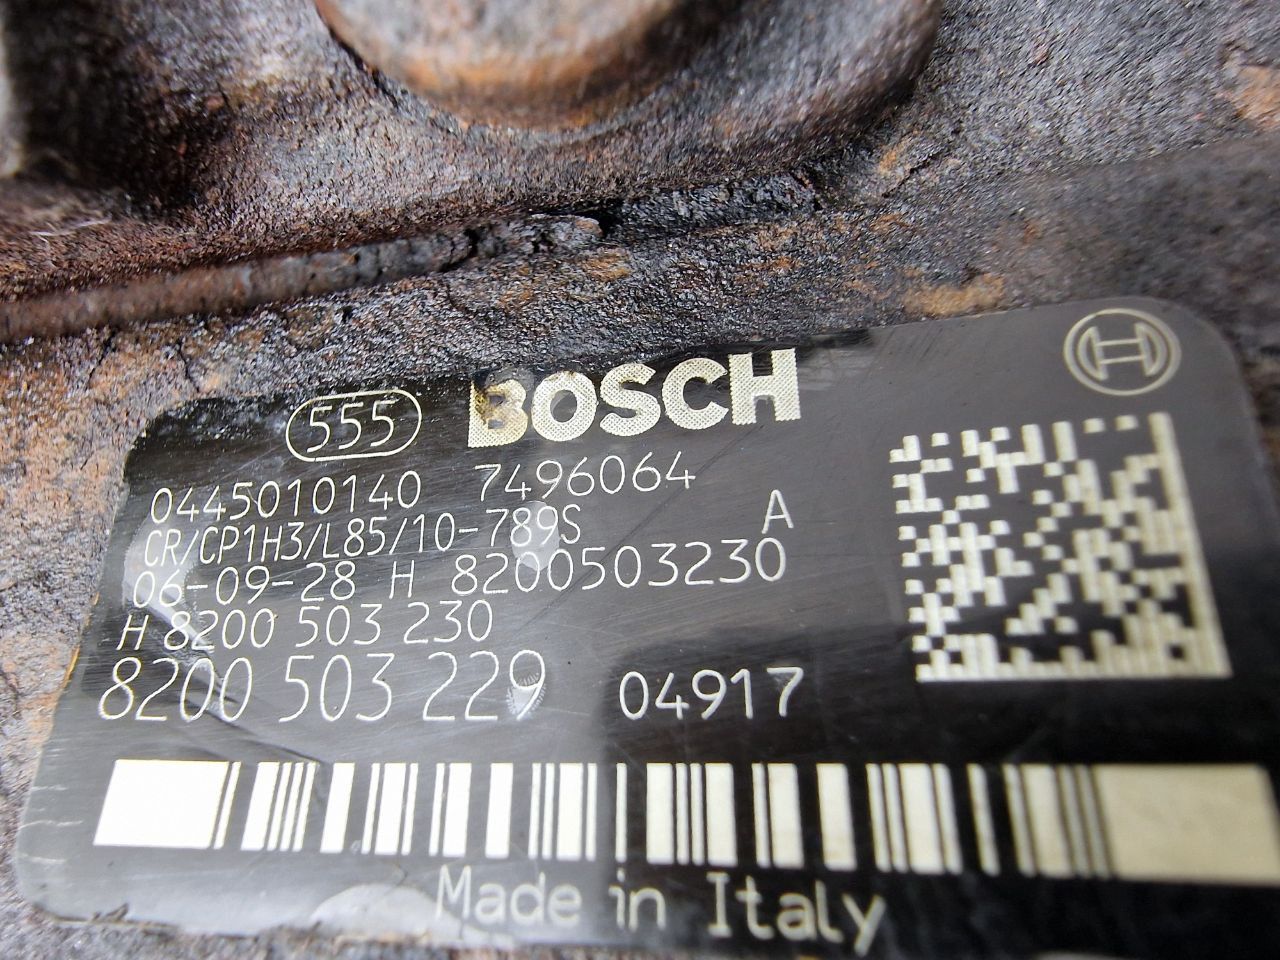 555 BOSCH
0445010140 7496064
CR/CP1H3/L85/10-789S A
06-09-28 H 8200503230
H 8200 503 230
8200 503 229 04917
Made in Italy